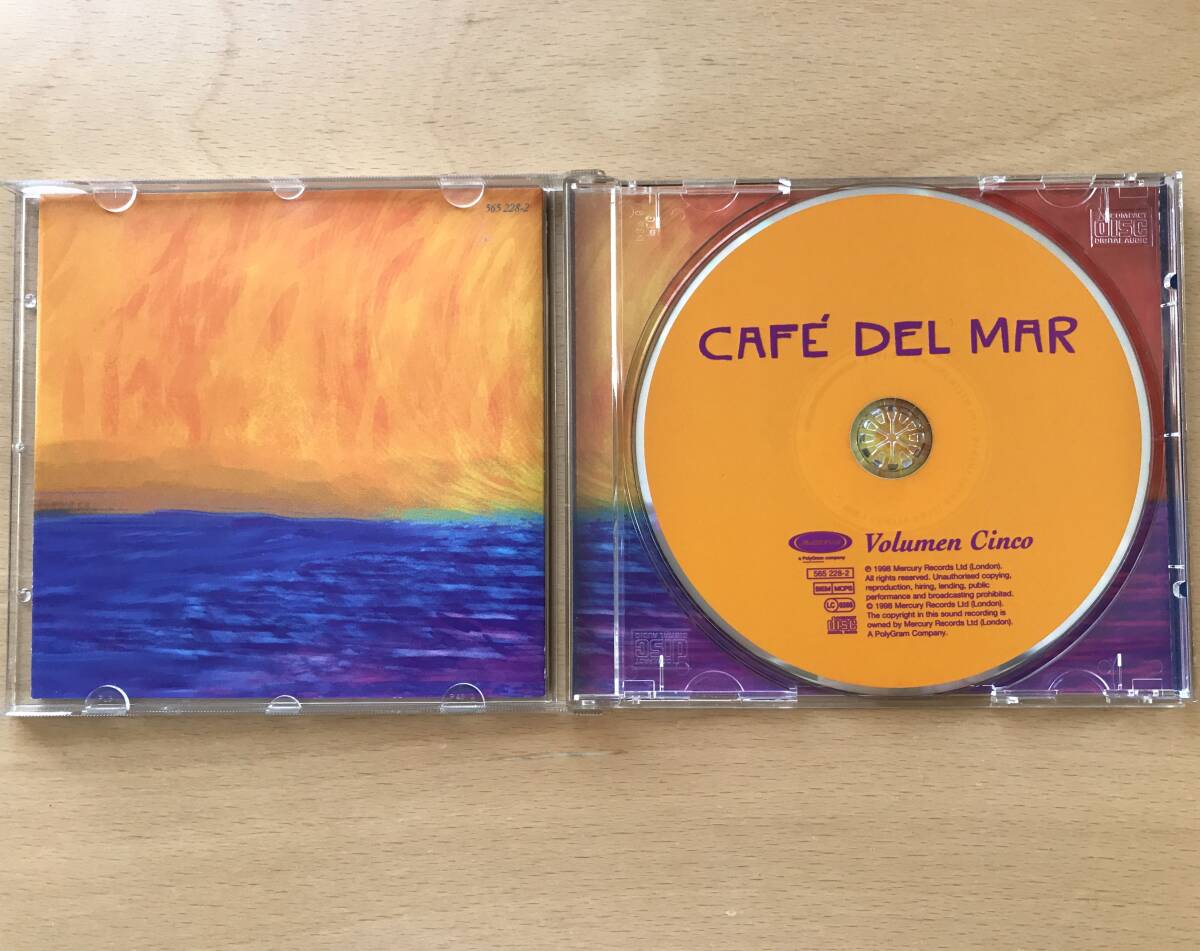 565 228-2
COMPACT
disc
DIGITAL AUDIO
CAFÉ DEL MAR
a PolyGram company
Volumen Cinco
565 228-2
BIEM MCPS
LC 0268
disc
℗ 1998 Mercury Records Ltd (London).
All rights reserved. Unauthorised copying,
reproduction, hiring, lending, public
performance and broadcasting prohibited.
© 1998 Mercury Records Ltd (London).
The copyright in this sound recording is
owned by Mercury Records Ltd (London).
A PolyGram Company.